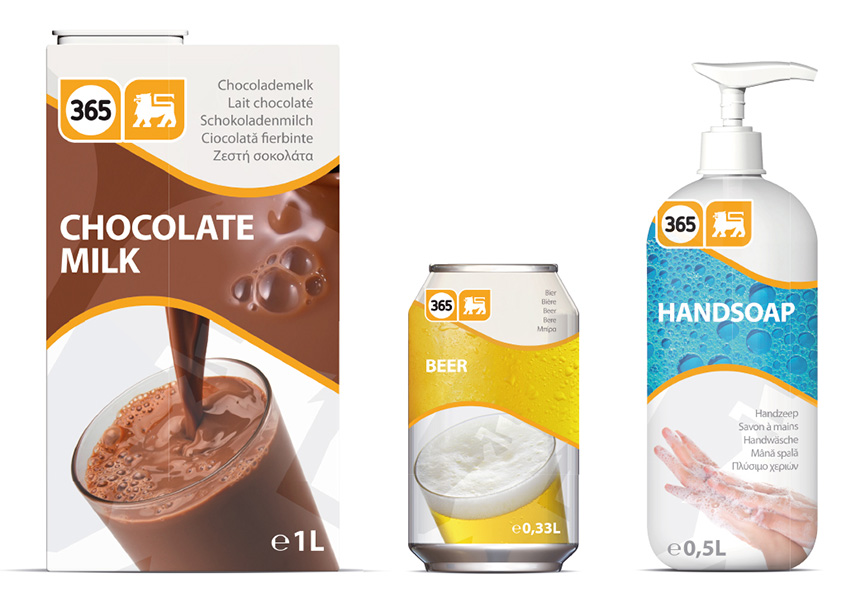 365
Chocolademelk
Lait chocolaté
Schokoladenmilch
Ciocolată fierbinte
Ζεστή σοκολάτα
CHOCOLATE
MILK
℮ 1L
365
Bier
Bière
Beer
Bere
Μπίρα
BEER
℮ 0,33L
365
HANDSOAP
Handzeep
Savon à mains
Handwäsche
Mână spală
Πλύσιμο χεριών
℮ 0,5L